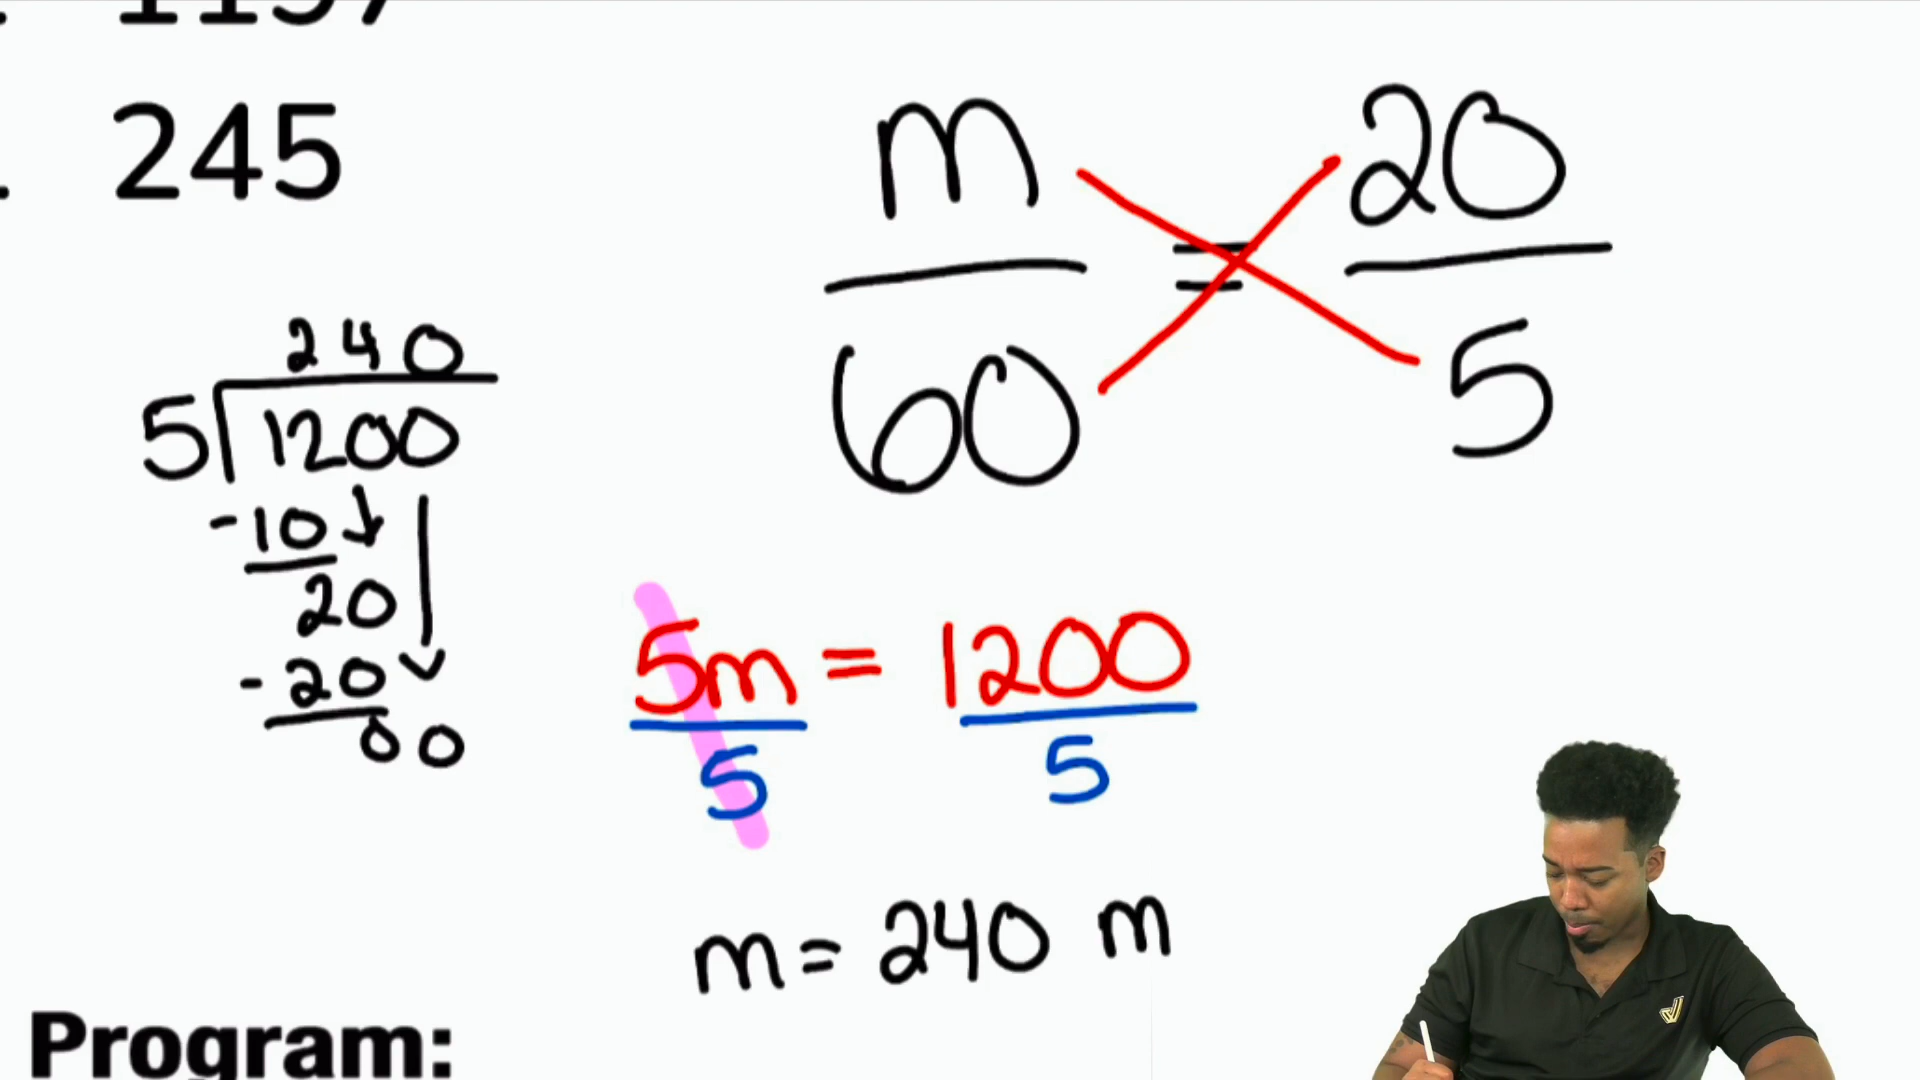 245
m/60 = 20/5
240
5)1200
-10
20
-20
00
5m/5 = 1200/5
m = 240 m
Program: